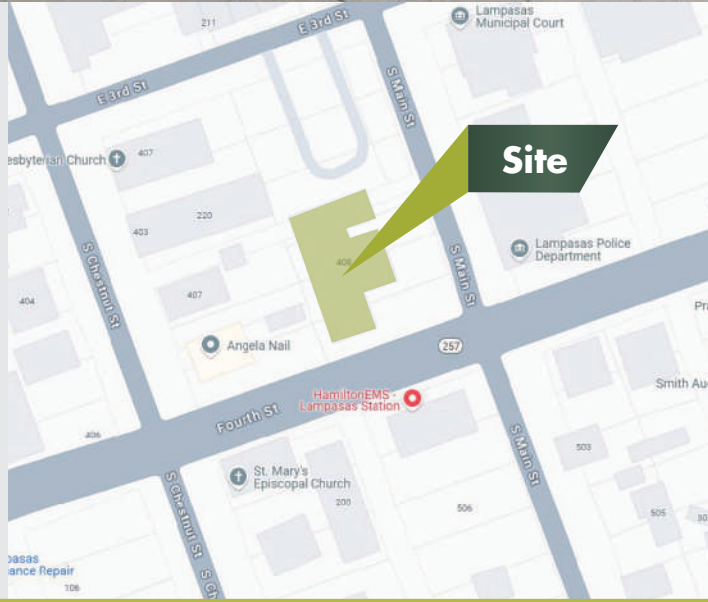 211
E 3rd St
Lampasas
Municipal Court
E 3rd St
S Main St
esbyterian Church
407
Site
220
403
408
S Main St
Lampasas Police
Department
S Chestnut St
404
407
Angela Nail
257
Pr
Smith Au
HamiltonEMS -
Lampasas Station
Fourth St
406
S Main St
503
St. Mary's
Episcopal Church
200
506
505
S Chestnut St
pasas
ance Repair
106
S Ch